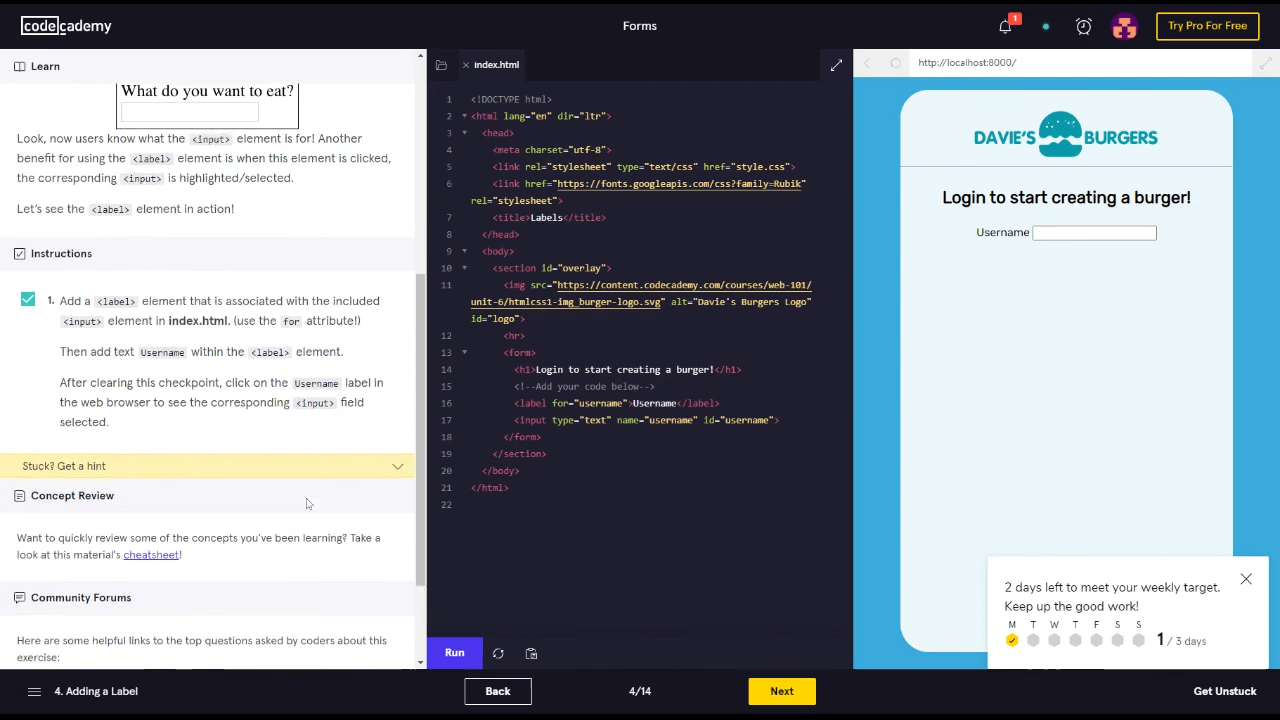 codecademy
Forms
1
Try Pro For Free
Learn
What do you want to eat?
Look, now users know what the <input> element is for! Another
benefit for using the <label> element is when this element is clicked,
the corresponding <input> is highlighted/selected.
Let's see the <label> element in action!
Instructions
1. Add a <label> element that is associated with the included
<input> element in index.html. (use the for attribute!)
Then add text Username within the <label> element.
After clearing this checkpoint, click on the Username label in
the web browser to see the corresponding <input> field
selected.
Stuck? Get a hint
Concept Review
Want to quickly review some of the concepts you've been learning? Take a
look at this material's cheatsheet!
Community Forums
Here are some helpful links to the top questions asked by coders about this
exercise:
index.html
1 <!DOCTYPE html>
2 <html lang="en" dir="ltr">
3 <head>
4 <meta charset="utf-8">
5 <link rel="stylesheet" type="text/css" href="style.css">
6 <link href="https://fonts.googleapis.com/css?family=Rubik"
rel="stylesheet">
7 <title>Labels</title>
8 </head>
9 <body>
10 <section id="overlay">
11 <img src="https://content.codecademy.com/courses/web-101/
unit-6/htmlcss1-img_burger-logo.svg" alt="Davie's Burgers Logo"
id="logo">
12 <hr>
13 <form>
14 <h1>Login to start creating a burger!</h1>
15 <!--Add your code below-->
16 <label for="username">Username</label>
17 <input type="text" name="username" id="username">
18 </form>
19 </section>
20 </body>
21 </html>
22
Run
http://localhost:8000/
DAVIE'S BURGERS
Login to start creating a burger!
Username
2 days left to meet your weekly target.
Keep up the good work!
M T W T F S S
1 / 3 days
4. Adding a Label
Back
4/14
Next
Get Unstuck